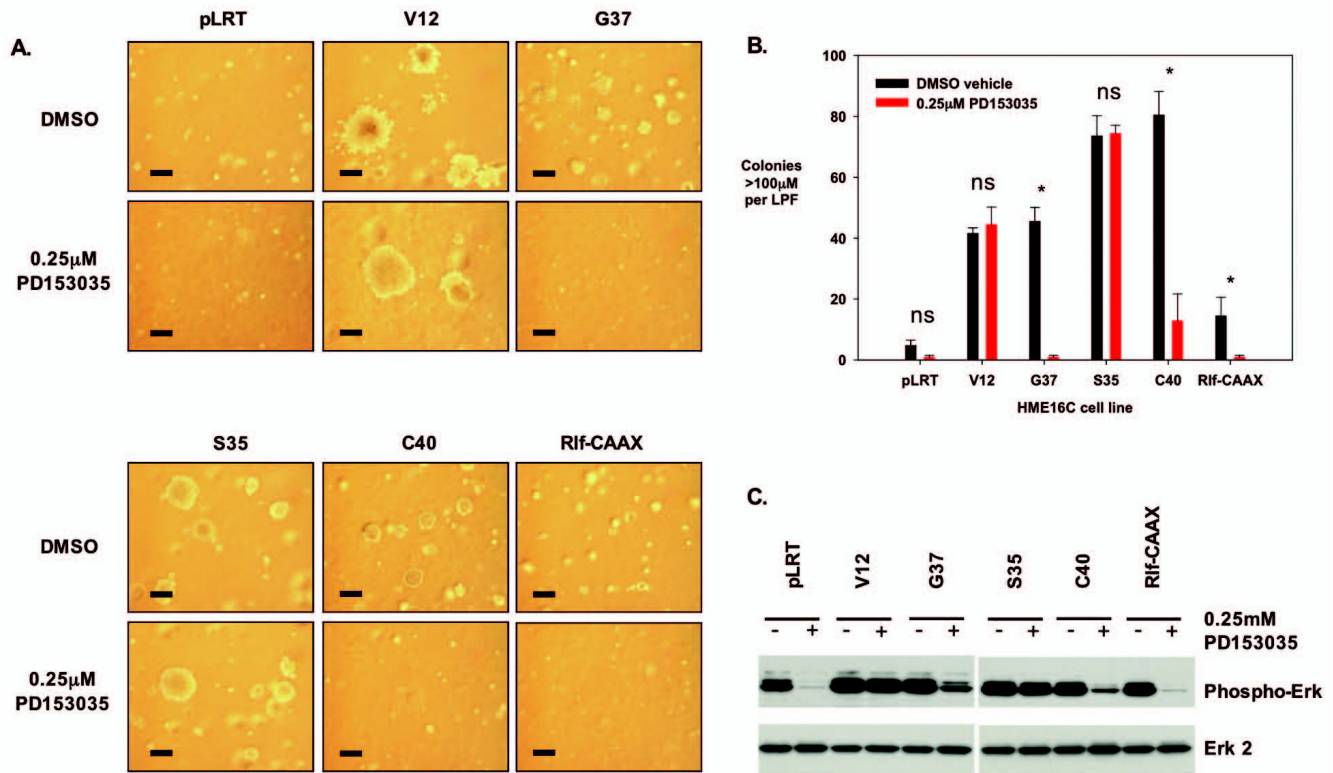 A.
pLRT V12 G37
DMSO
0.25μM
PD153035
S35 C40 Rlf-CAAX
DMSO
0.25μM
PD153035
B.
100
80
60
40
20
0
Colonies
>100μM
per LPF
DMSO vehicle
0.25μM PD153035
ns ns * ns * *
pLRT V12 G37 S35 C40 Rlf-CAAX
HME16C cell line
C.
pLRT V12 G37 S35 C40 Rlf-CAAX
- + - + - + - + - + - +
0.25mM
PD153035
Phospho-Erk
Erk 2